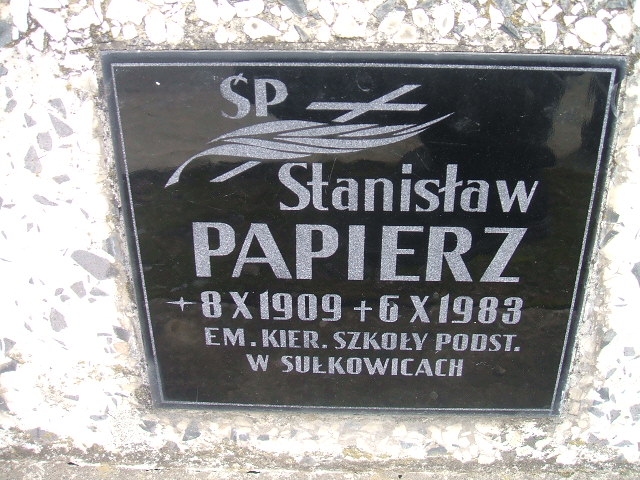 ŚP
Stanisław
PAPIERZ
+8 X 1909 +6 X 1983
EM. KIER. SZKOŁY PODST.
W SUŁKOWICACH